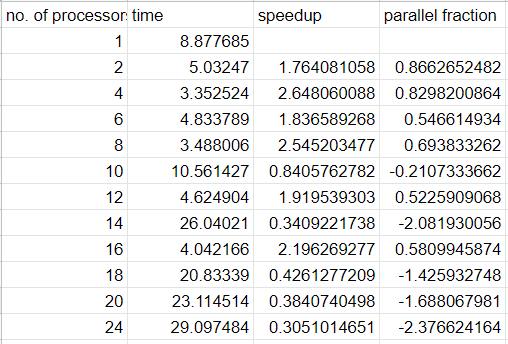 no. of processors time speedup parallel fraction
1 8.877685
2 5.03247 1.764081058 0.8662652482
4 3.352524 2.648060088 0.8298200864
6 4.833789 1.836589268 0.546614934
8 3.488006 2.545203477 0.693833262
10 10.561427 0.8405762782 -0.2107333662
12 4.624904 1.919539303 0.5225909068
14 26.04021 0.3409221738 -2.081930056
16 4.042166 2.196269277 0.5809945874
18 20.83339 0.4261277209 -1.425932748
20 23.114514 0.3840740498 -1.688067981
24 29.097484 0.3051014651 -2.376624164